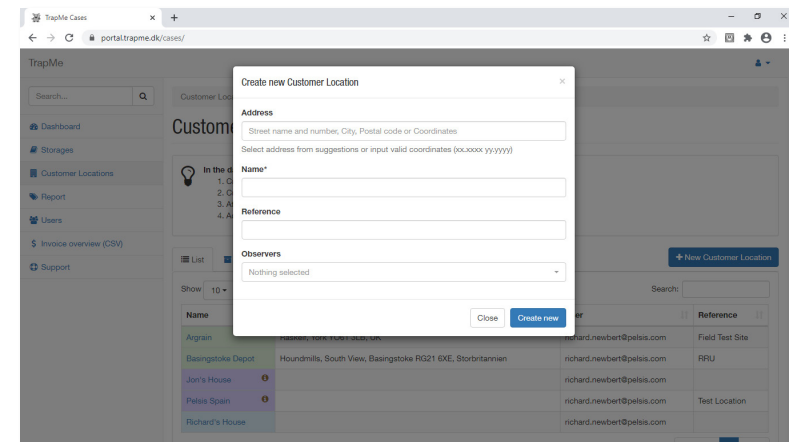 TrapMe Cases
portal.trapme.dk/cases/
TrapMe
Search...
Dashboard
Storages
Customer Locations
Report
Users
Invoice overview (CSV)
Support
Customer Loc
Custome
In the d
1. C
2. C
3. A
4. A
Create new Customer Location
Address
Street name and number, City, Postal code or Coordinates
Select address from suggestions or input valid coordinates (xx.xxxx yy.yyyy)
Name*
Reference
Observers
Nothing selected
Close Create new
List
New Customer Location
Show 10 Search:
Name er Reference
Argrain York YO61 3LB, UK richard.newbert@pelsis.com Field Test Site
Basingstoke Depot Houndmills, South View, Basingstoke RG21 6XE, Storbritannien richard.newbert@pelsis.com RRU
Jon's House richard.newbert@pelsis.com
Pelsis Spain richard.newbert@pelsis.com Test Location
Richard's House richard.newbert@pelsis.com